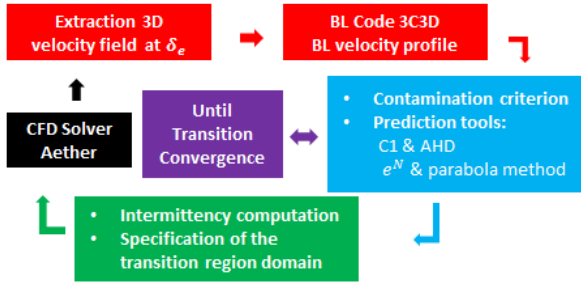 Extraction 3D
velocity field at δₑ
BL Code 3C3D
BL velocity profile
CFD Solver
Aether
Until
Transition
Convergence
• Contamination criterion
• Prediction tools:
C1 & AHD
eᴺ & parabola method
• Intermittency computation
• Specification of the
transition region domain